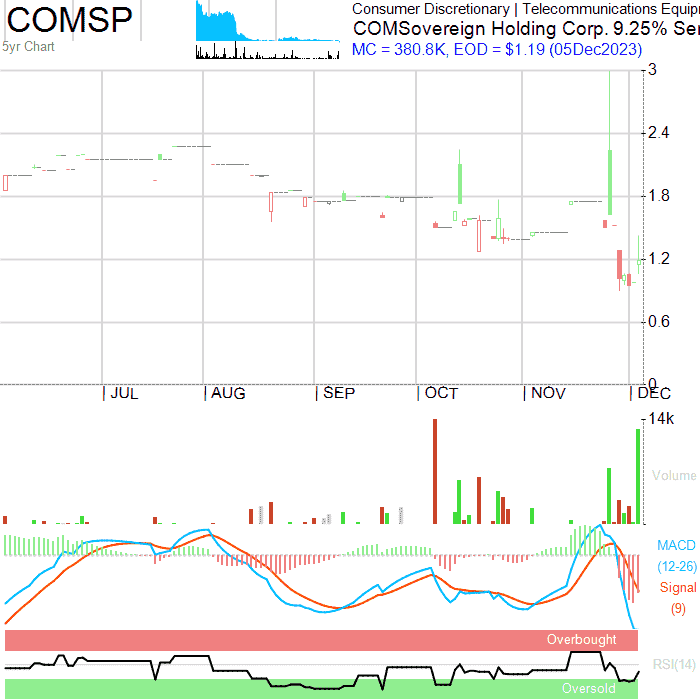 COMSP
5yr Chart
Consumer Discretionary | Telecommunications Equip
COMSovereign Holding Corp. 9.25% Ser
MC = 380.8K, EOD = $1.19 (05Dec2023)
3
2.4
1.8
1.2
0.6
0
JUL AUG SEP OCT NOV DEC
14k
Volume
MACD
(12-26)
Signal
(9)
Overbought
RSI(14)
Oversold